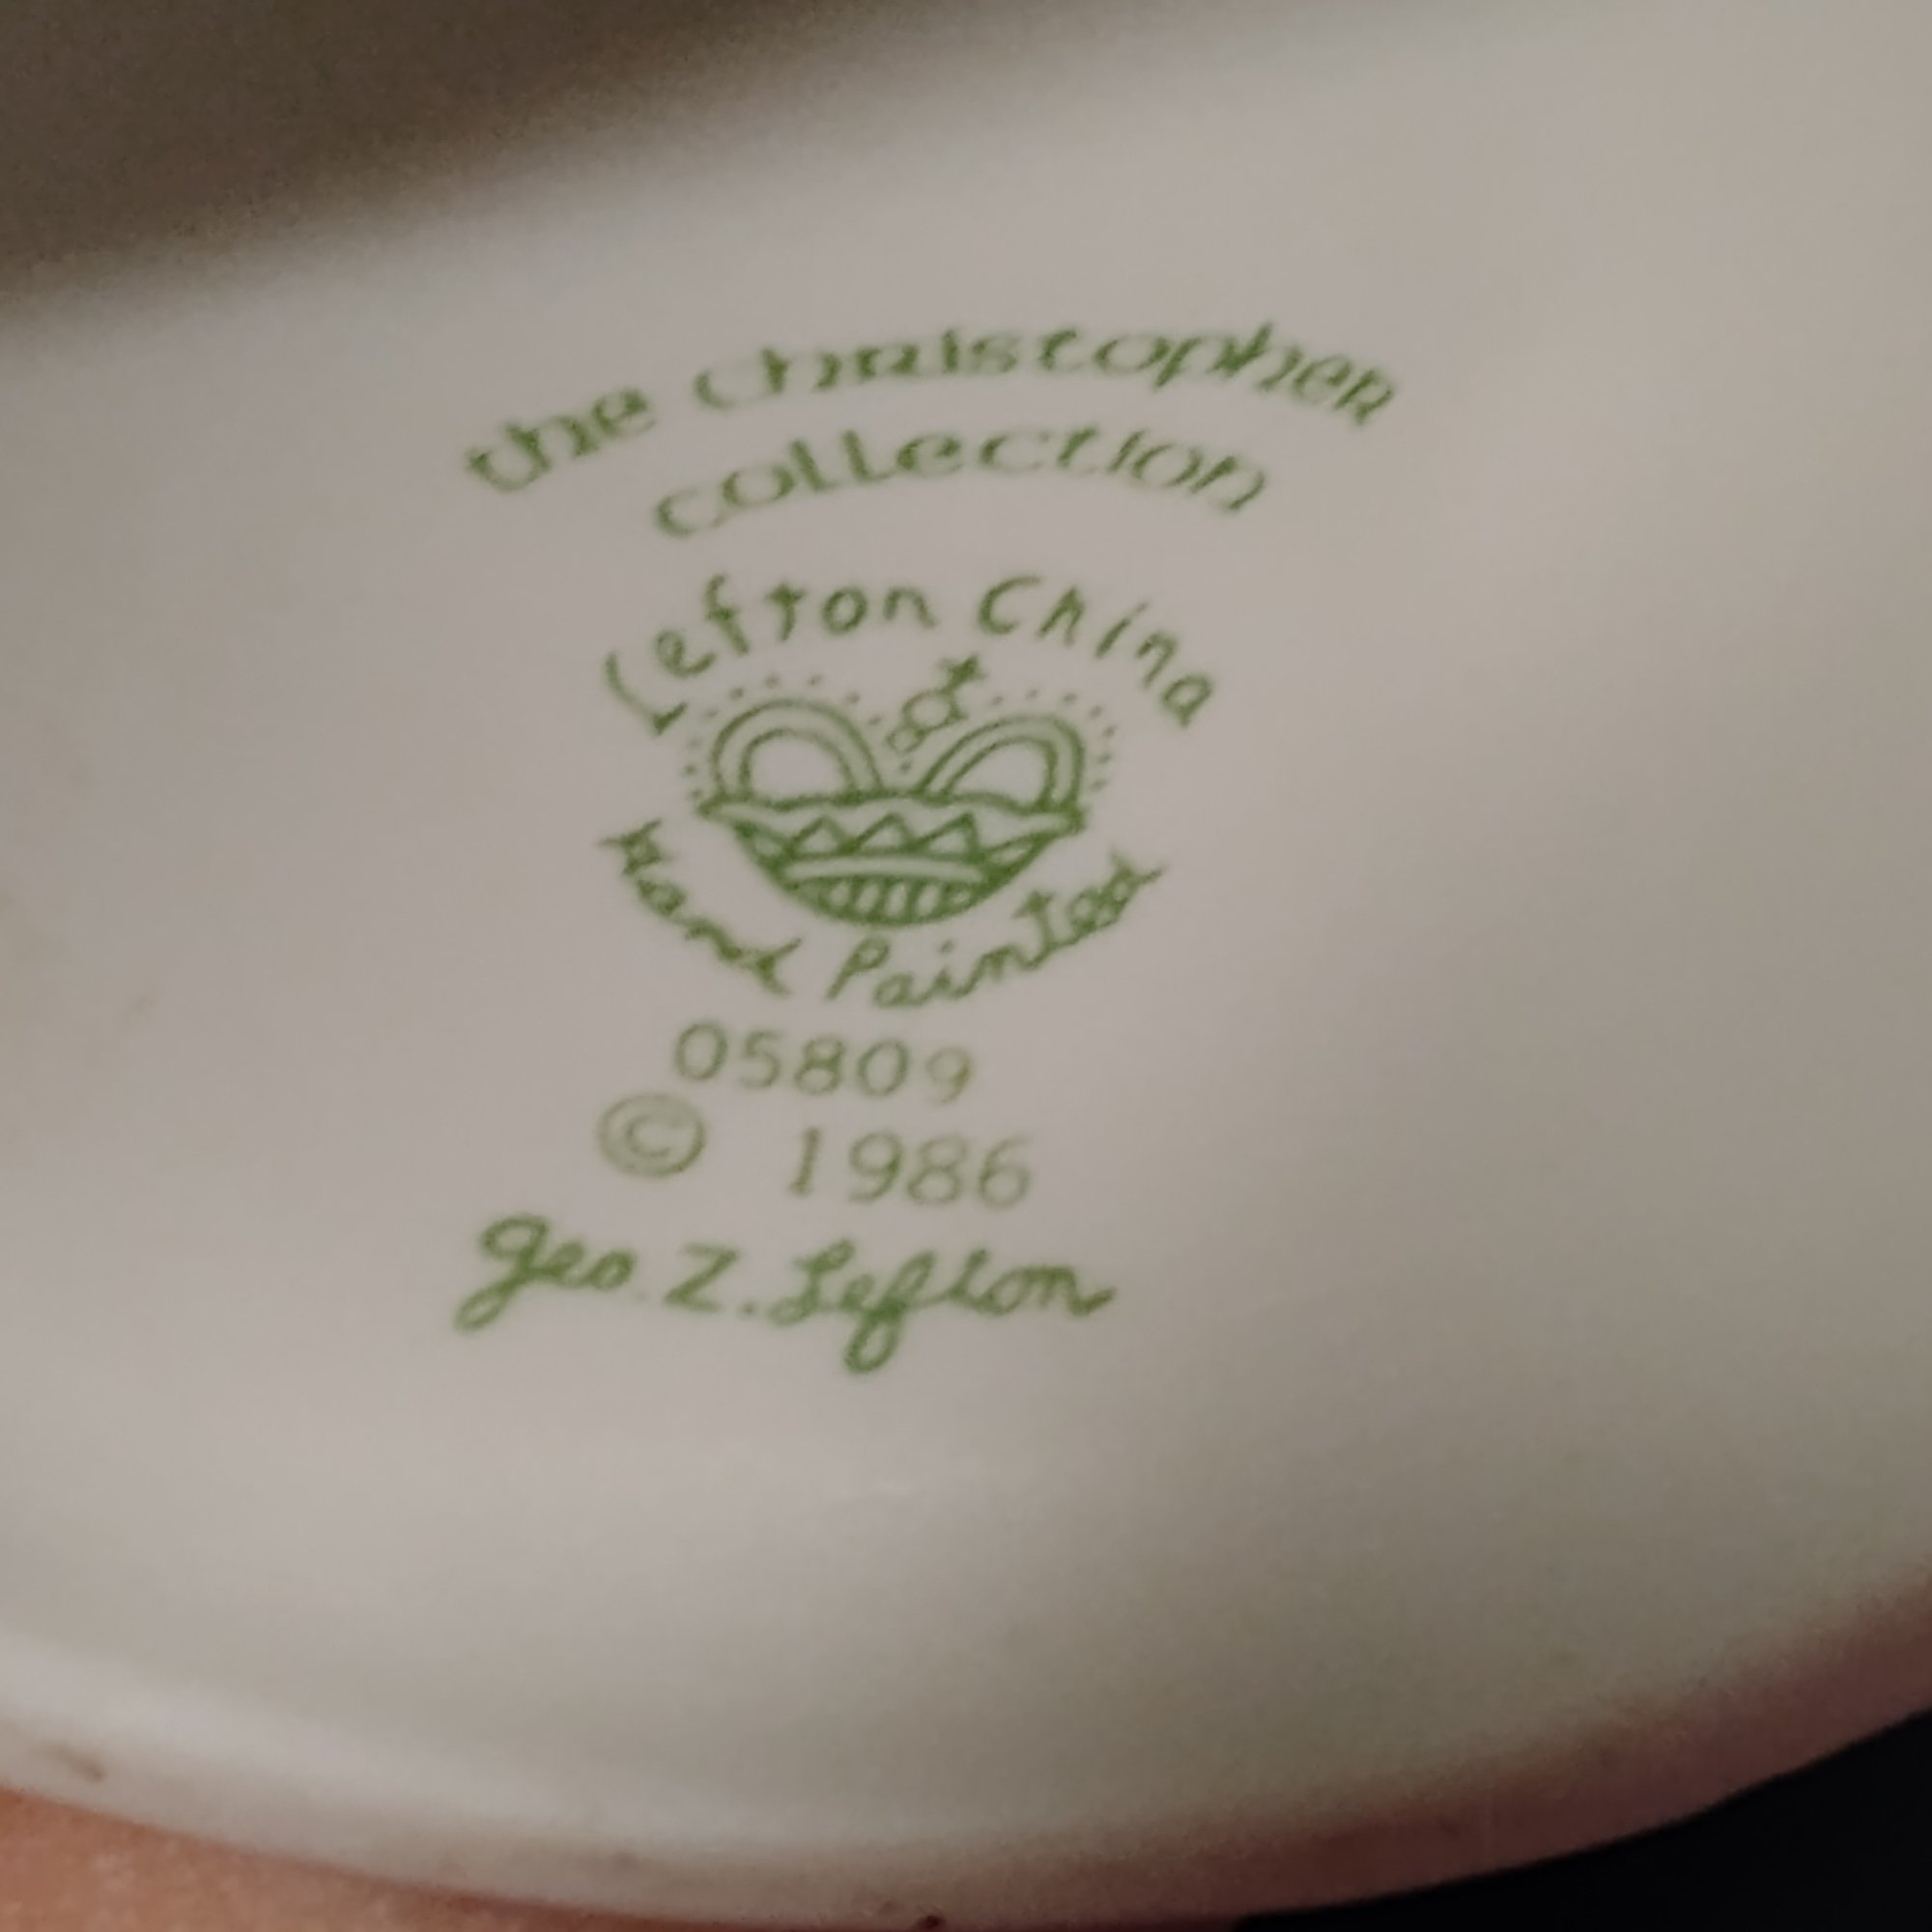 the christopher
collection
Lefton China
Hand Painted
05809
© 1986
Geo. Z. Lefton